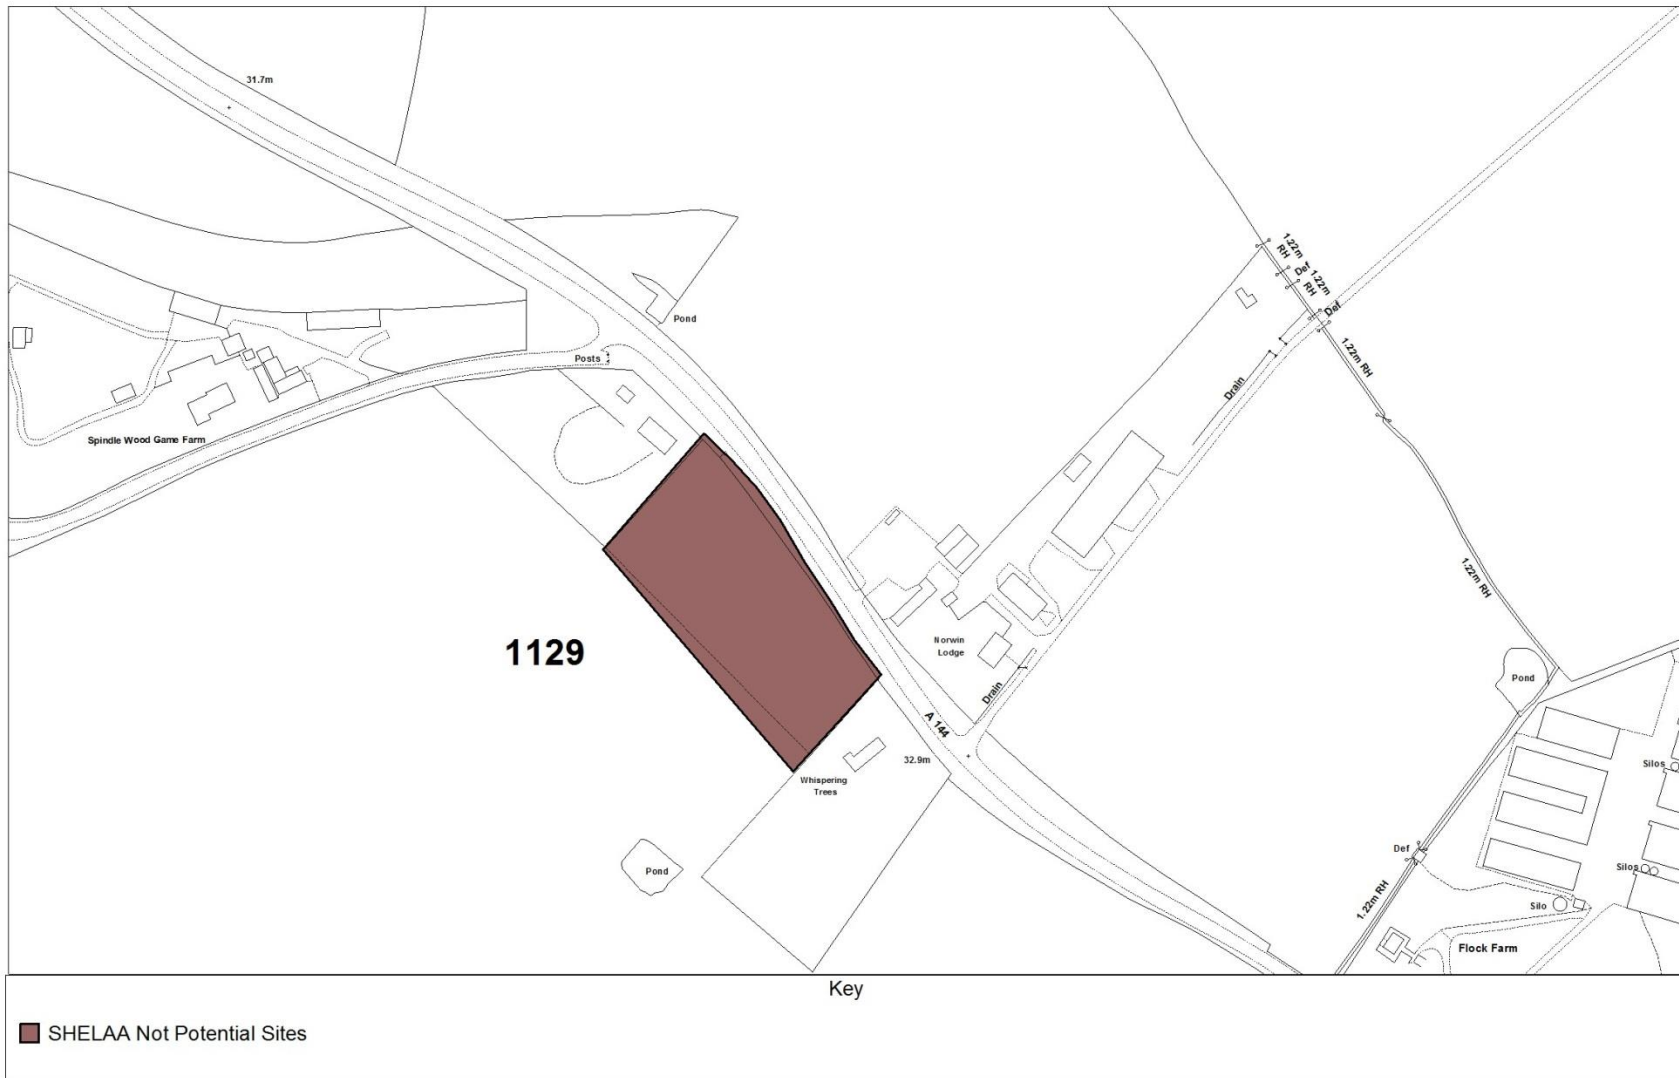 31.7m
1.22m
RH
Def
1.22m
RH
Def
Pond
Posts
1.22m RH
Drain
Spindle Wood Game Farm
1.22m RH
Norwin
Lodge
1129
Pond
Drain
A 144
32.9m
Silos
Whispering
Trees
Def
Pond
Silos
1.22m RH
Silo
Flock Farm
Key
SHELAA Not Potential Sites